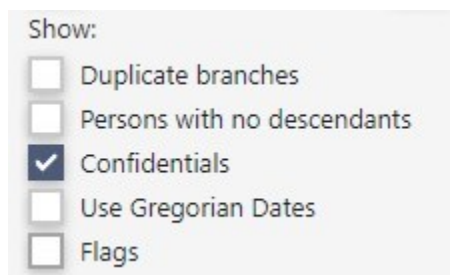 Show:
Duplicate branches
Persons with no descendants
Confidentials
Use Gregorian Dates
Flags